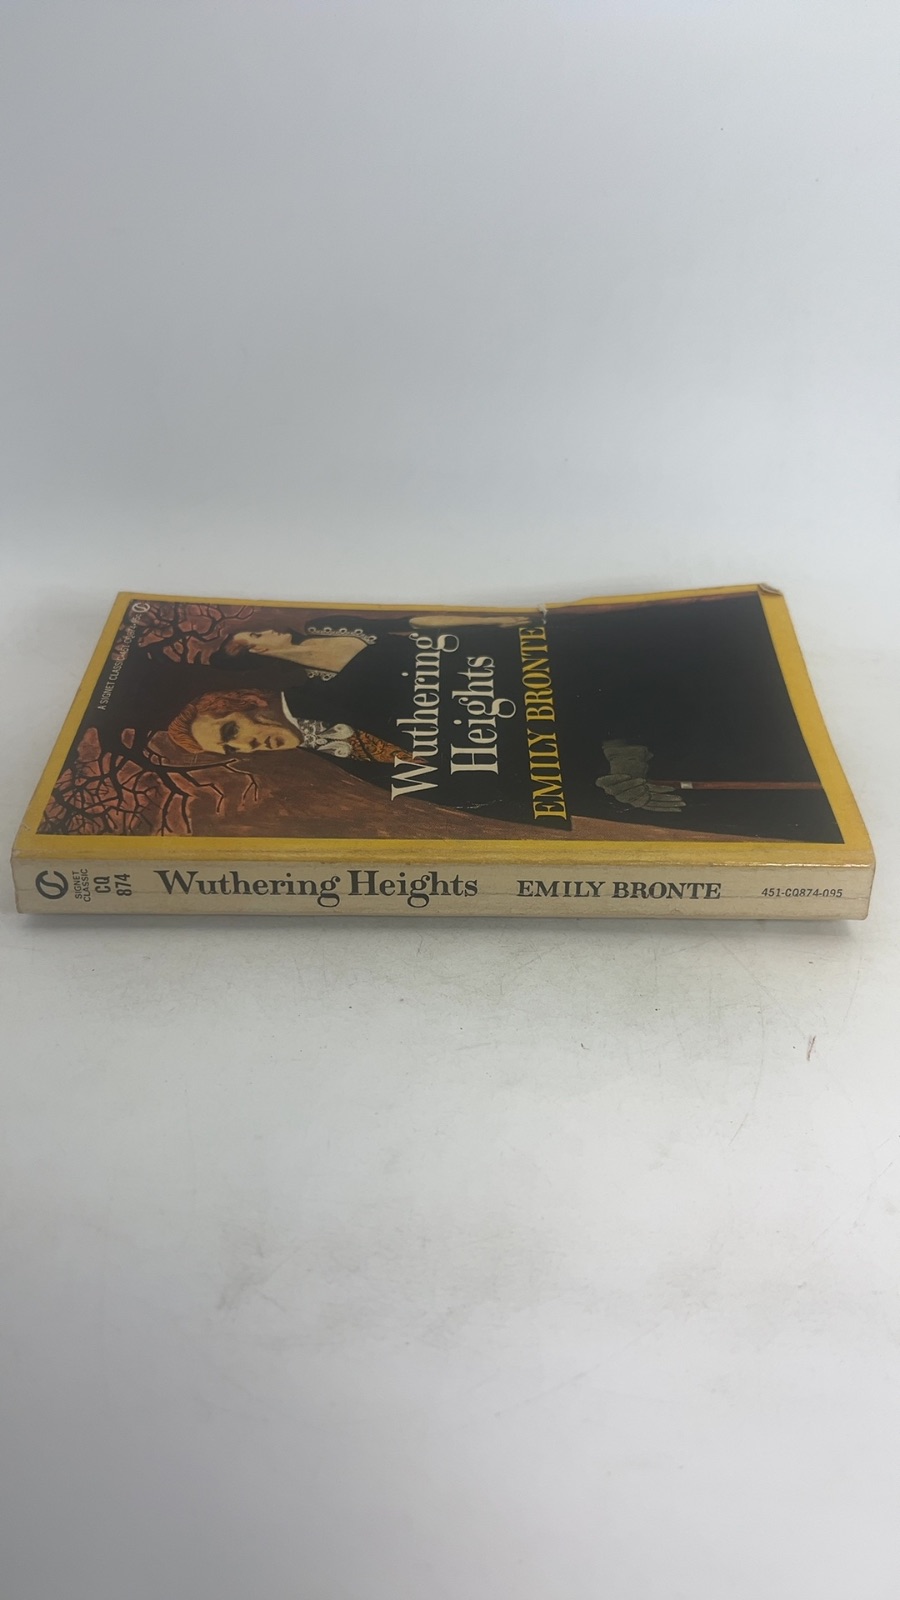 A SIGNET CLASSIC
Wuthering
Heights
EMILY BRONTE
SIGNET
CLASSIC
CQ
874
Wuthering Heights
EMILY BRONTE
451-CQ874-095